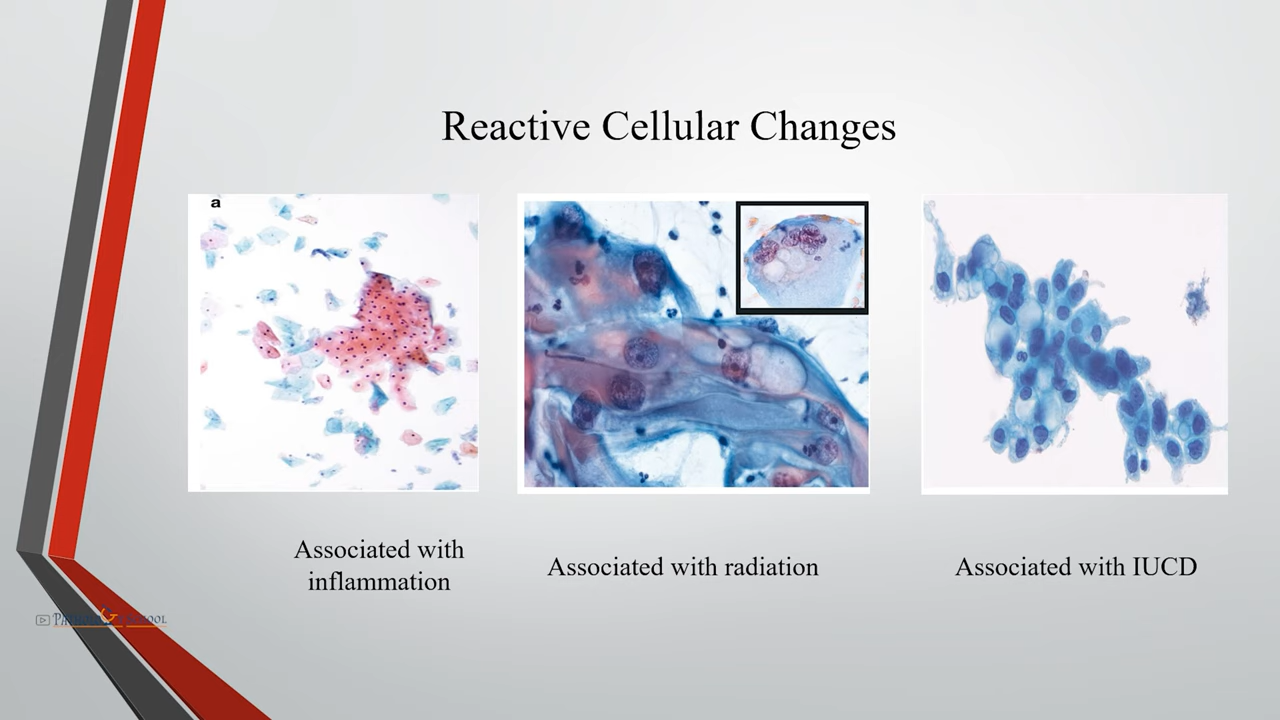 Reactive Cellular Changes
a
Associated with
inflammation
Associated with radiation
Associated with IUCD